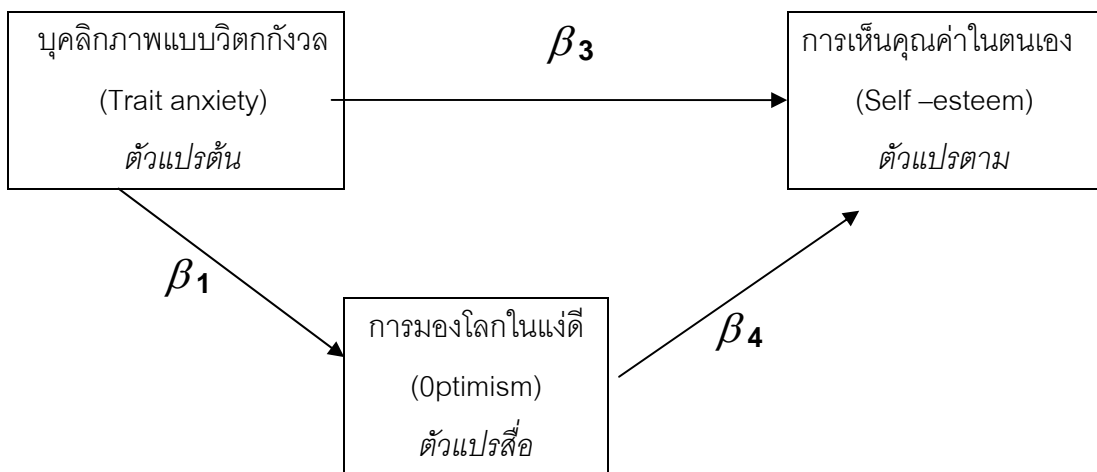 บุคลิกภาพแบบวิตกกังวล
(Trait anxiety)
ตัวแปรต้น
β3
การเห็นคุณค่าในตนเอง
(Self –esteem)
ตัวแปรตาม
β1
การมองโลกในแง่ดี
(0ptimism)
ตัวแปรสื่อ
β4